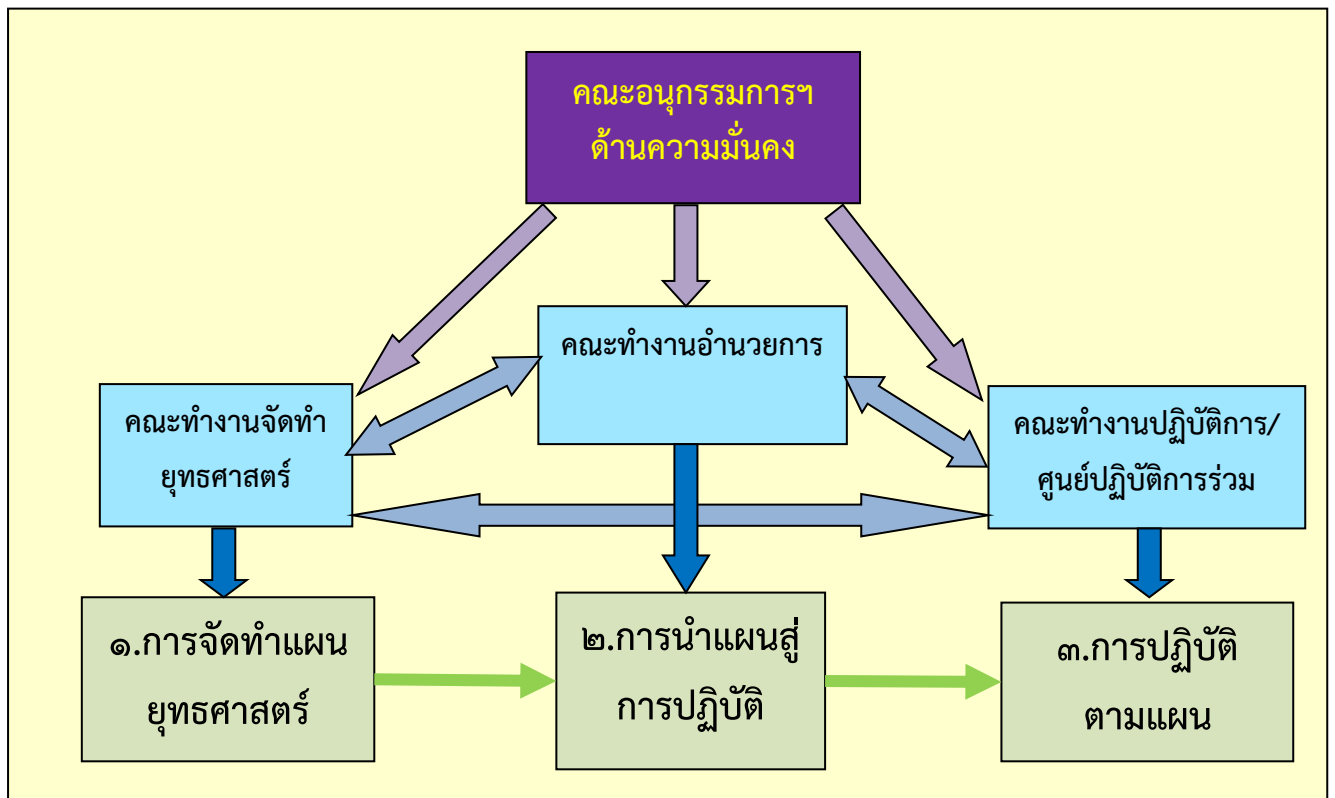 คณะอนุกรรมการฯ
ด้านความมั่นคง
คณะทำงานอำนวยการ
คณะทำงานจัดทำ
ยุทธศาสตร์
คณะทำงานปฏิบัติการ/
ศูนย์ปฏิบัติการร่วม
๑.การจัดทำแผน
ยุทธศาสตร์
๒.การนำแผนสู่
การปฏิบัติ
๓.การปฏิบัติ
ตามแผน